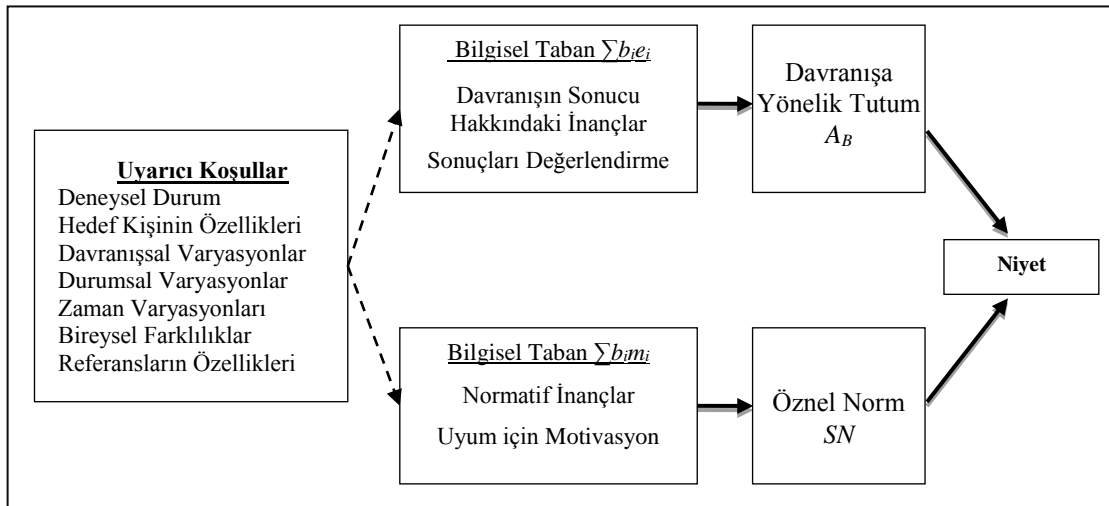 Uyarıcı Koşullar
Deneysel Durum
Hedef Kişinin Özellikleri
Davranışsal Varyasyonlar
Durumsal Varyasyonlar
Zaman Varyasyonları
Bireysel Farklılıklar
Referansların Özellikleri
Bilgisel Taban ∑bᵢeᵢ
Davranışın Sonucu
Hakkındaki İnançlar
Sonuçları Değerlendirme
Bilgisel Taban ∑bᵢmᵢ
Normatif İnançlar
Uyum için Motivasyon
Davranışa
Yönelik Tutum
A_B
Öznel Norm
SN
Niyet